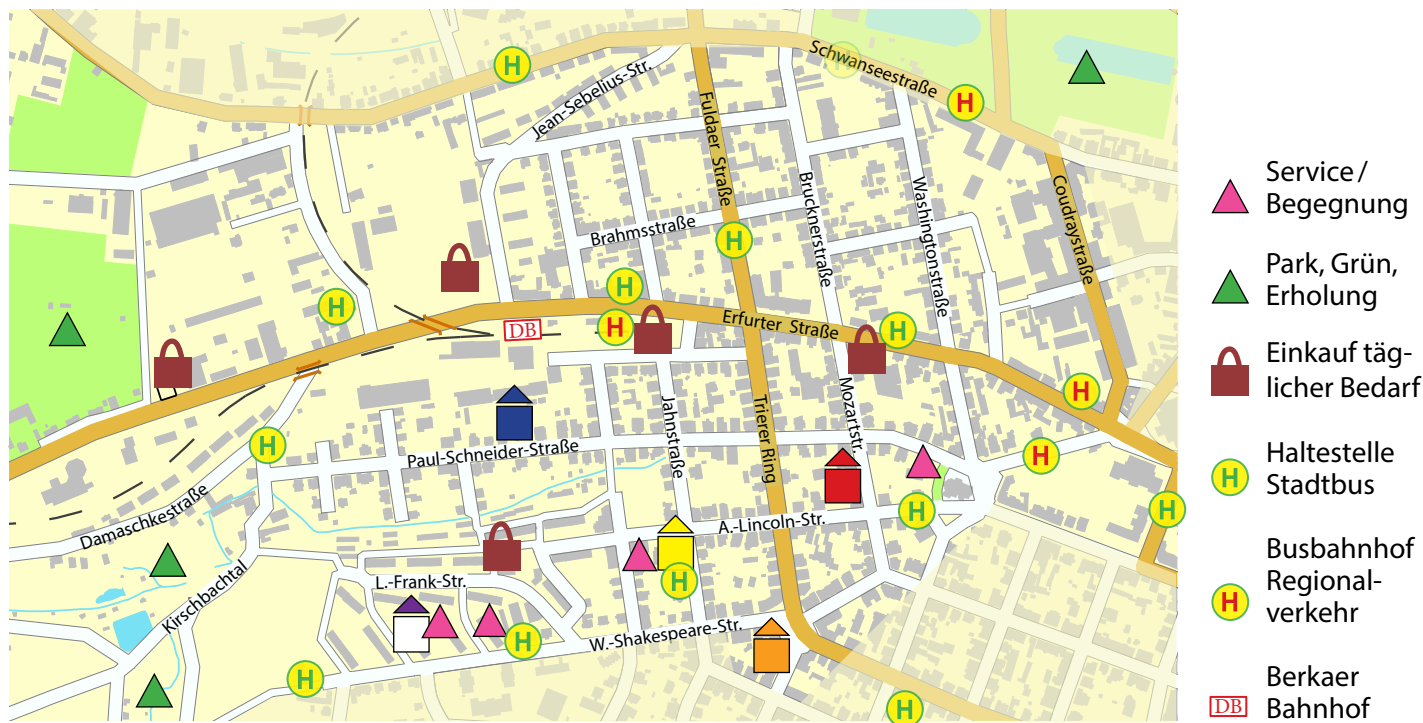 Schwanseestraße
H
H
H
Jean-Sebelius-Str.
Fuldaer Straße
Brucknerstraße
Washingtonstraße
Coudraystraße
Brahmsstraße
H
H
H
H
DB
Erfurter Straße
H
H
Mozartstr.
Jahnstraße
Trierer Ring
Paul-Schneider-Straße
H
H
H
H
Damaschkestraße
A.-Lincoln-Str.
L.-Frank-Str.
H
Kirschbachtal
W.-Shakespeare-Str.
H
H
H
Service/
Begegnung
Park, Grün,
Erholung
Einkauf täg-
licher Bedarf
H
Haltestelle
Stadtbus
H
Busbahnhof
Regional-
verkehr
DB
Berkaer
Bahnhof